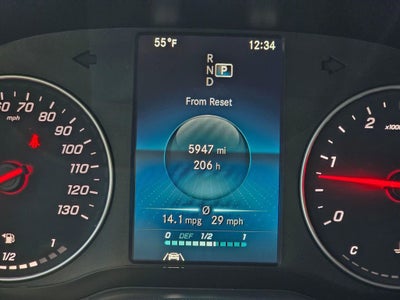 55°F 12:34
R
N P
D
From Reset
5947 mi
206 h
Ø
14.1 mpg 29 mph
0 DEF 1/2 1
70
mph
80
90
100
110
120
130
1/2 1
2 x100
1
C